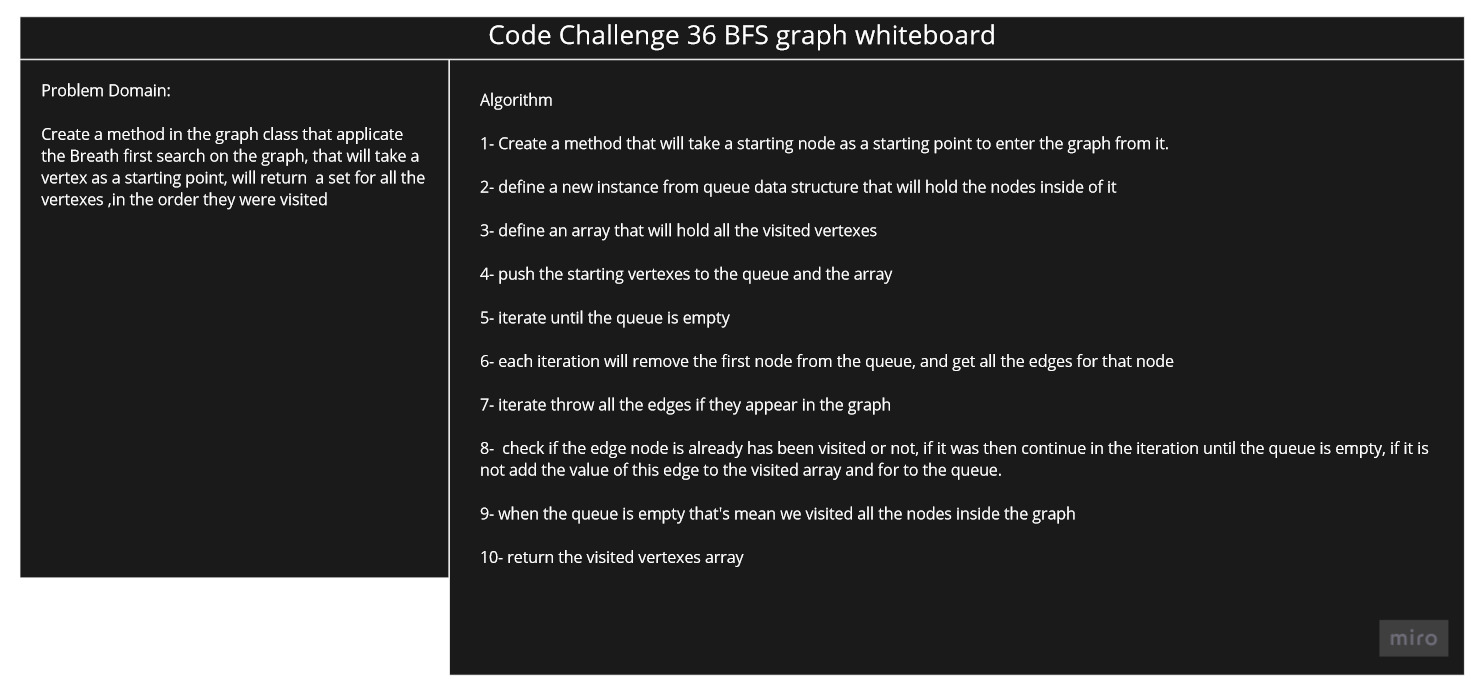 Code Challenge 36 BFS graph whiteboard
Problem Domain:
Create a method in the graph class that applicate
the Breath first search on the graph, that will take a
vertex as a starting point, will return  a set for all the
vertexes ,in the order they were visited
Algorithm
1- Create a method that will take a starting node as a starting point to enter the graph from it.
2- define a new instance from queue data structure that will hold the nodes inside of it
3- define an array that will hold all the visited vertexes
4- push the starting vertexes to the queue and the array
5- iterate until the queue is empty
6- each iteration will remove the first node from the queue, and get all the edges for that node
7- iterate throw all the edges if they appear in the graph
8-  check if the edge node is already has been visited or not, if it was then continue in the iteration until the queue is empty, if it is
not add the value of this edge to the visited array and for to the queue.
9- when the queue is empty that's mean we visited all the nodes inside the graph
10- return the visited vertexes array
miro